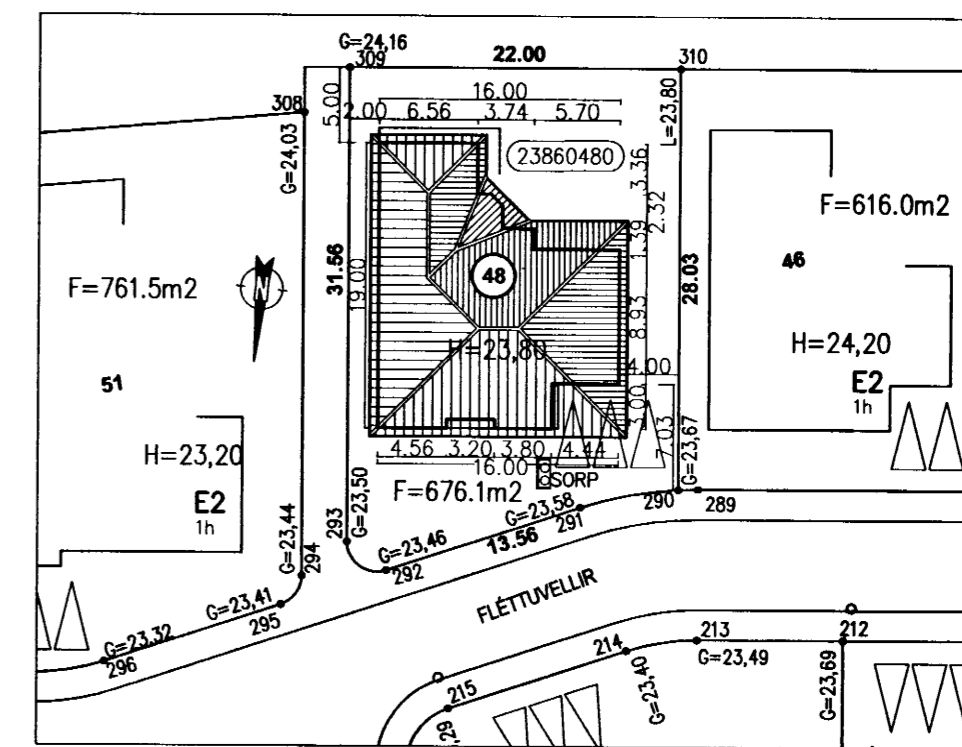 G=24,16
309
22.00
310
308
5.00
16.00
2.00 6.56 3.74 5.70
L=23,80
23860480
G=24,03
3.36
2.32
1.39
F=616.0m2
46
31.56
19.00
48
28.03
F=761.5m2
8.93
H=23,80
H=24,20
E2
1h
51
4.00
3.00
7.03
4.56 3.20 3.80 4.44
16.00
SORP
G=23,67
H=23,20
E2
1h
F=676.1m2
G=23,50
293
G=23,58
291
290
289
G=23,44
294
G=23,46
292
13.56
G=23,41
295
G=23,32
296
FLÉTTUVELLIR
214
213
212
G=23,40
G=23,49
G=23,69
215
,29